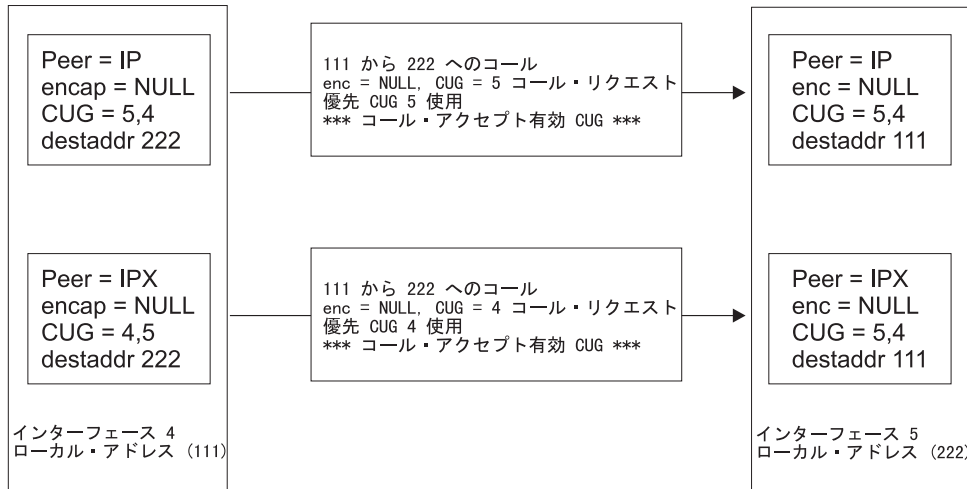 Peer = IP
encap = NULL
CUG = 5,4
destaddr 222
111 から 222 へのコール
enc = NULL, CUG = 5 コール・リクエスト
優先 CUG 5 使用
*** コール・アクセプト有効 CUG ***
Peer = IP
enc = NULL
CUG = 5,4
destaddr 111
Peer = IPX
encap = NULL
CUG = 4,5
destaddr 222
111 から 222 へのコール
enc = NULL, CUG = 4 コール・リクエスト
優先 CUG 4 使用
*** コール・アクセプト有効 CUG ***
Peer = IPX
enc = NULL
CUG = 5,4
destaddr 111
インターフェース 4
ローカル・アドレス (111)
インターフェース 5
ローカル・アドレス (222)